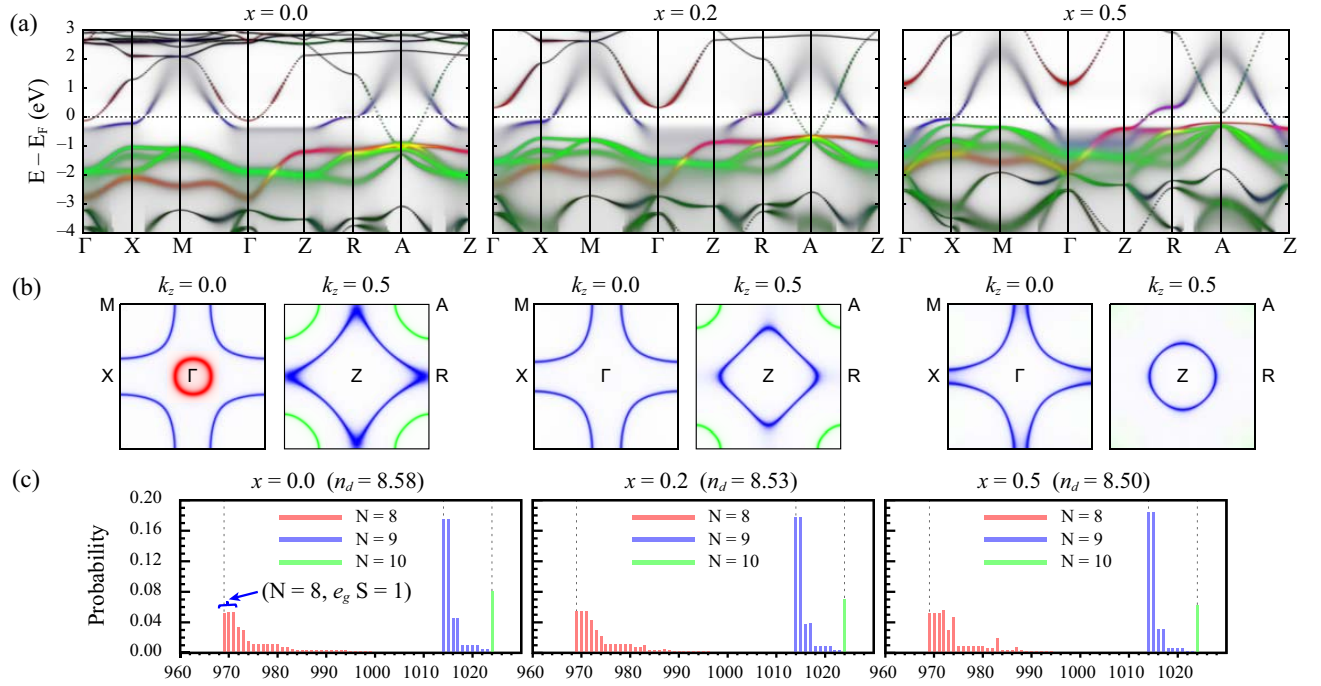 (a)
x = 0.0 x = 0.2 x = 0.5
E − E_F (eV)
3
2
1
0
−1
−2
−3
−4
Γ X M Γ Z R A Z Γ X M Γ Z R A Z Γ X M Γ Z R A Z
(b)
k_z = 0.0 k_z = 0.5 k_z = 0.0 k_z = 0.5 k_z = 0.0 k_z = 0.5
M A M A M A
X Γ Z R X Γ Z R X Γ Z R
(c)
x = 0.0 (n_d = 8.58) x = 0.2 (n_d = 8.53) x = 0.5 (n_d = 8.50)
Probability
0.20
0.16
0.12
0.08
0.04
0.00
N = 8 N = 8 N = 8
N = 9 N = 9 N = 9
N = 10 N = 10 N = 10
(N = 8, e_g S = 1)
960 970 980 990 1000 1010 1020 960 970 980 990 1000 1010 1020 960 970 980 990 1000 1010 1020